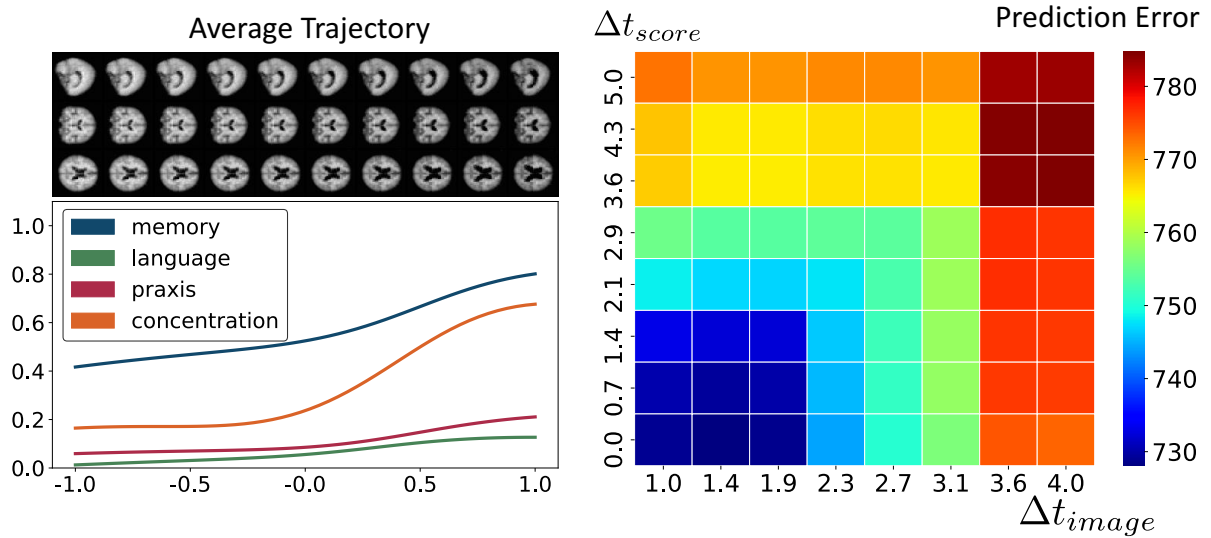 Average Trajectory
1.0
0.8
0.6
0.4
0.2
0.0
memory
language
praxis
concentration
-1.0 -0.5 -0.0 0.5 1.0
Δt_score
Prediction Error
5.0
4.3
3.6
2.9
2.1
1.4
0.7
0.0
1.0 1.4 1.9 2.3 2.7 3.1 3.6 4.0
Δt_image
780
770
760
750
740
730